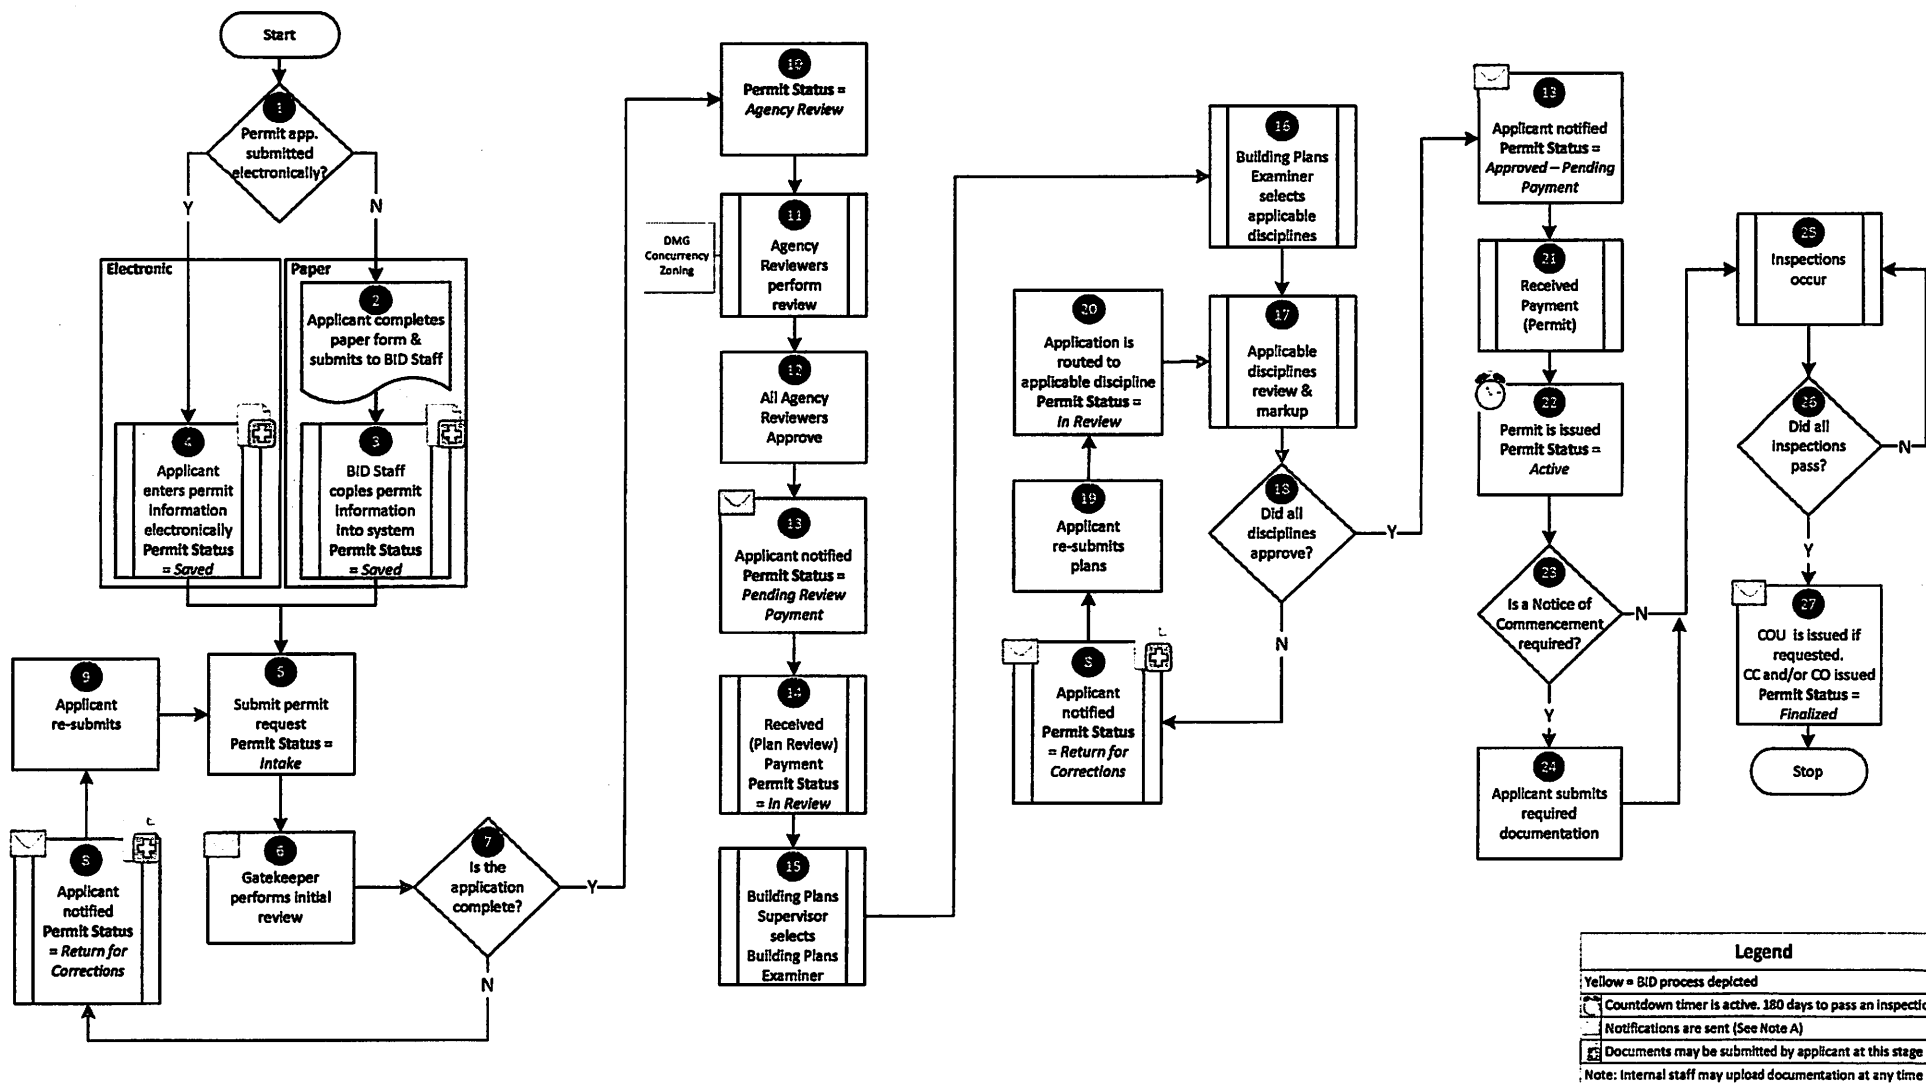 Start
1
Permit app.
submitted
electronically?
Y
N
Electronic
Paper
2
Applicant completes
paper form &
submits to BID Staff
4
Applicant
enters permit
information
electronically
Permit Status
= Saved
3
BID Staff
copies permit
information
into system
Permit Status
= Saved
9
Applicant
re-submits
5
Submit permit
request
Permit Status =
Intake
8
Applicant
notified
Permit Status
= Return for
Corrections
6
Gatekeeper
performs initial
review
7
Is the
application
complete?
Y
N
10
Permit Status =
Agency Review
DMG
Concurrency
Zoning
11
Agency
Reviewers
perform
review
12
All Agency
Reviewers
Approve
13
Applicant notified
Permit Status =
Pending Review
Payment
14
Received
(Plan Review)
Payment
Permit Status
= In Review
15
Building Plans
Supervisor
selects
Building Plans
Examiner
16
Building Plans
Examiner
selects
applicable
disciplines
20
Application is
routed to
applicable discipline
Permit Status =
In Review
17
Applicable
disciplines
review &
markup
19
Applicant
re-submits
plans
18
Did all
disciplines
approve?
Y
N
8
Applicant
notified
Permit Status
= Return for
Corrections
13
Applicant notified
Permit Status =
Approved – Pending
Payment
21
Received
Payment
(Permit)
22
Permit is issued
Permit Status =
Active
23
Is a Notice of
Commencement
required?
N
Y
24
Applicant submits
required
documentation
25
Inspections
occur
26
Did all
inspections
pass?
N
Y
27
COU is issued if
requested.
CC and/or CO issued
Permit Status =
Finalized
Stop
Legend
Yellow = BID process depicted
Countdown timer is active. 180 days to pass an
Notifications are sent (See Note A)
Documents may be submitted by applicant at this stage
Note: Internal staff may upload documentation at any time